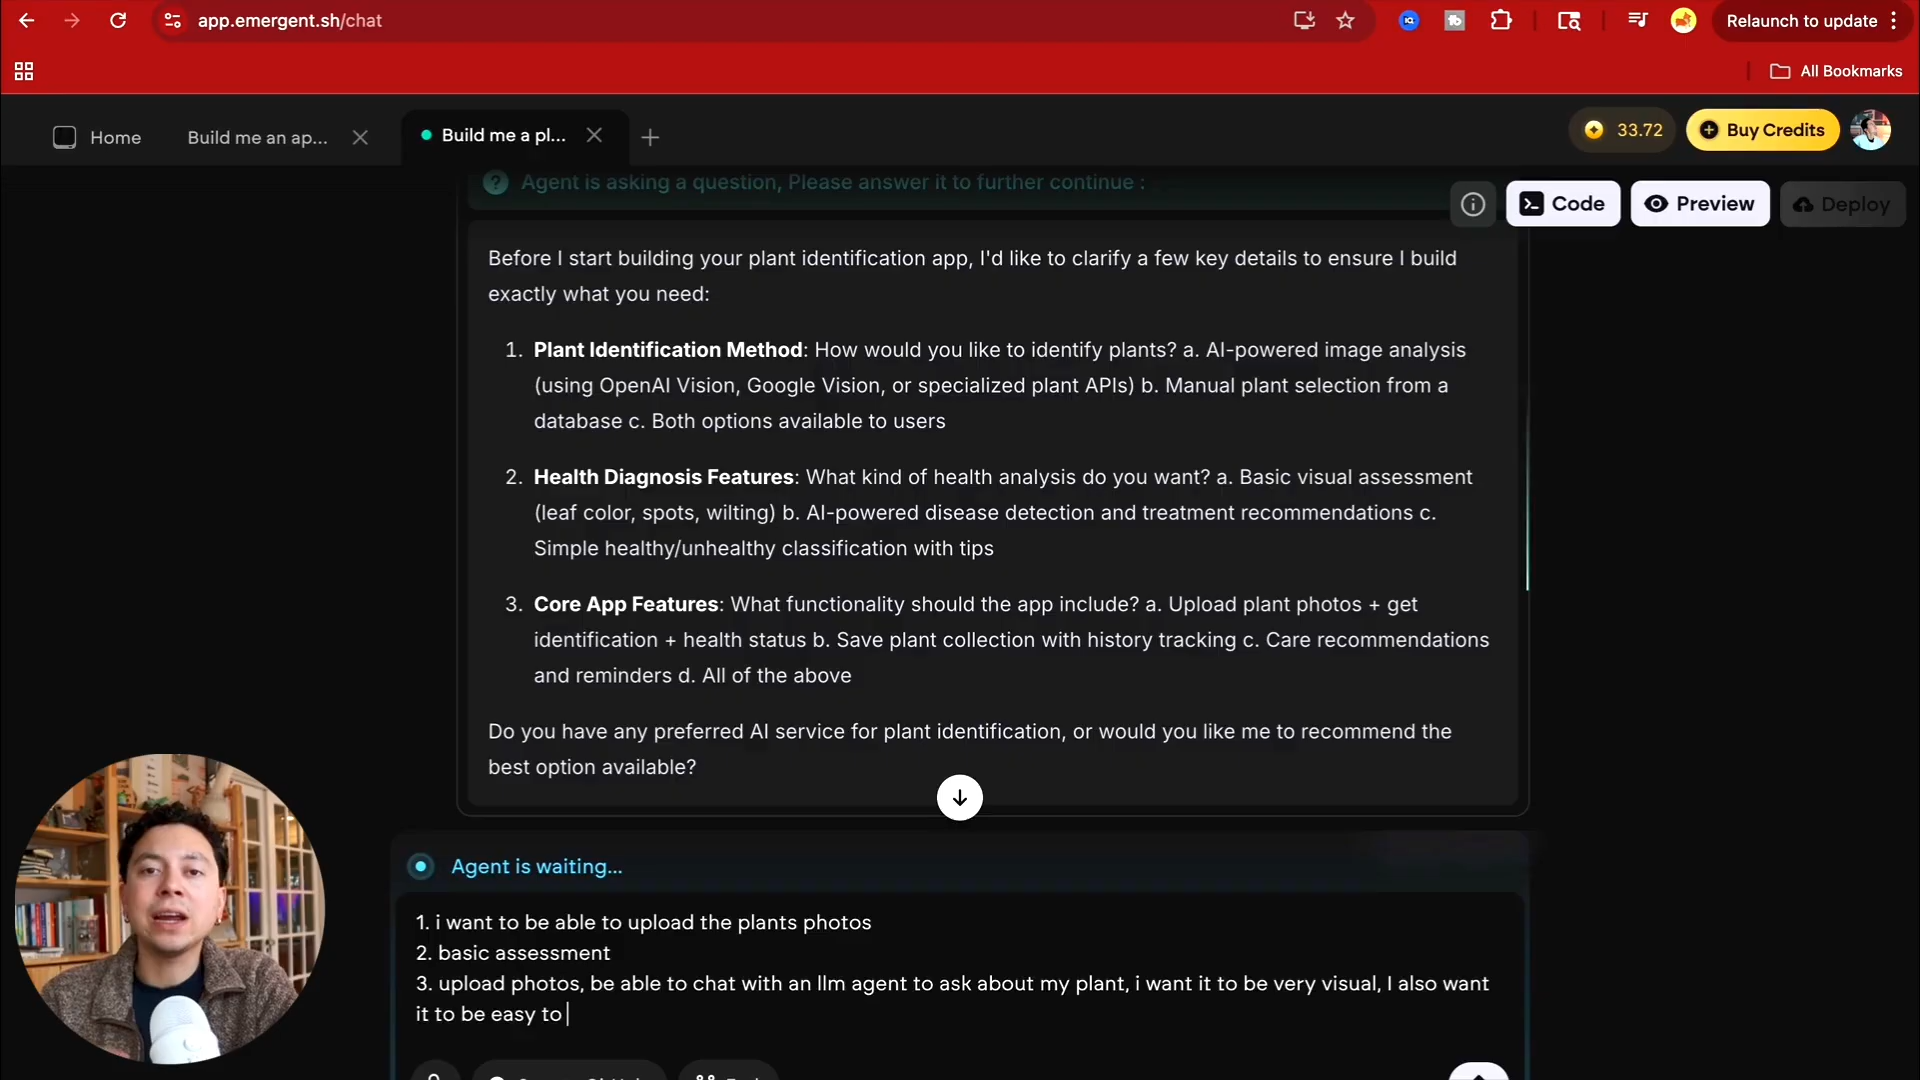 app.emergent.sh/chat
Relaunch to update
All Bookmarks
Home
Build me an ap...
Build me a pl...
33.72
Buy Credits
Agent is asking a question, Please answer it to further continue :
Code
Preview
Deploy
Before I start building your plant identification app, I'd like to clarify a few key details to ensure I build
exactly what you need:
1. Plant Identification Method: How would you like to identify plants? a. AI-powered image analysis
(using OpenAI Vision, Google Vision, or specialized plant APIs) b. Manual plant selection from a
database c. Both options available to users
2. Health Diagnosis Features: What kind of health analysis do you want? a. Basic visual assessment
(leaf color, spots, wilting) b. AI-powered disease detection and treatment recommendations c.
Simple healthy/unhealthy classification with tips
3. Core App Features: What functionality should the app include? a. Upload plant photos + get
identification + health status b. Save plant collection with history tracking c. Care recommendations
and reminders d. All of the above
Do you have any preferred AI service for plant identification, or would you like me to recommend the
best option available?
Agent is waiting...
1. i want to be able to upload the plants photos
2. basic assessment
3. upload photos, be able to chat with an llm agent to ask about my plant, i want it to be very visual, I also want
it to be easy to